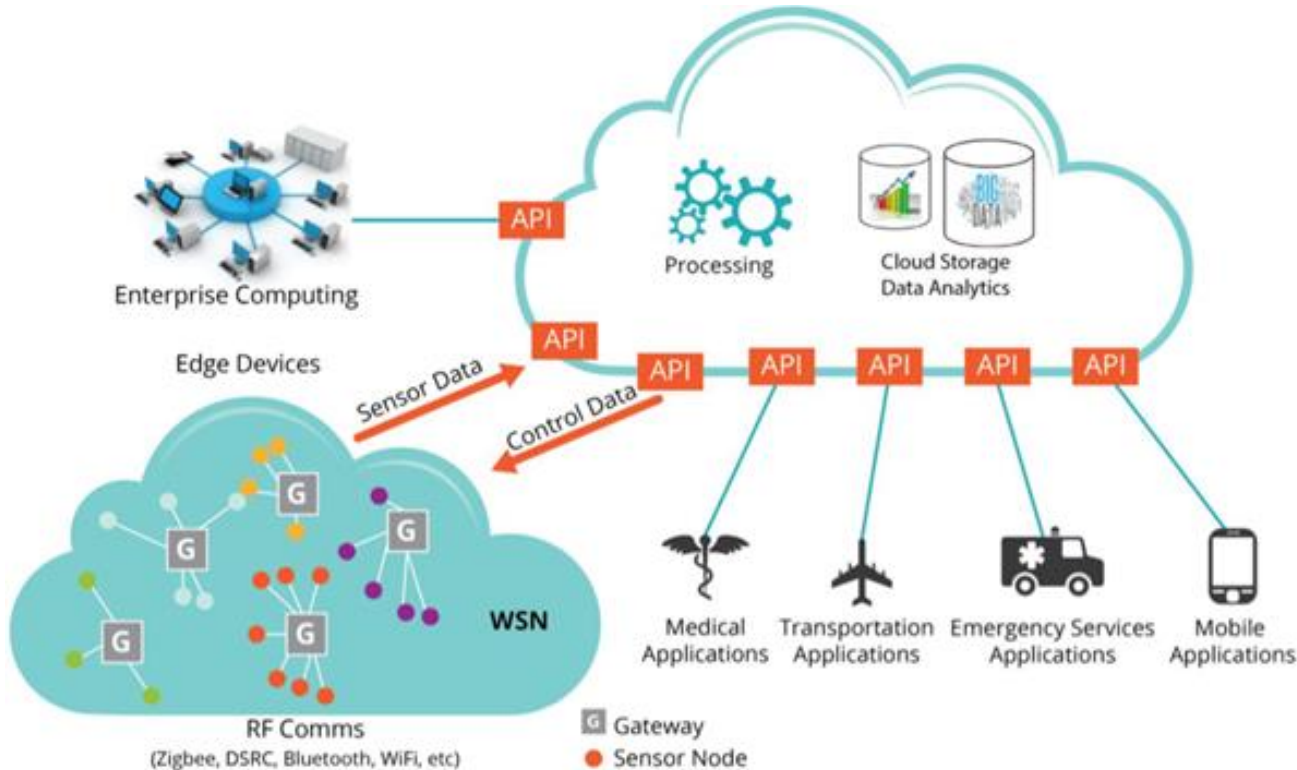 API
Processing
BIG
DATA
Cloud Storage
Data Analytics
Enterprise Computing
Edge Devices
Sensor Data
API
Control Data
API
API
API
API
API
G
G
G
G
G
WSN
RF Comms
(Zigbee, DSRC, Bluetooth, WiFi, etc)
G Gateway
Sensor Node
Medical
Applications
Transportation
Applications
Emergency Services
Applications
Mobile
Applications